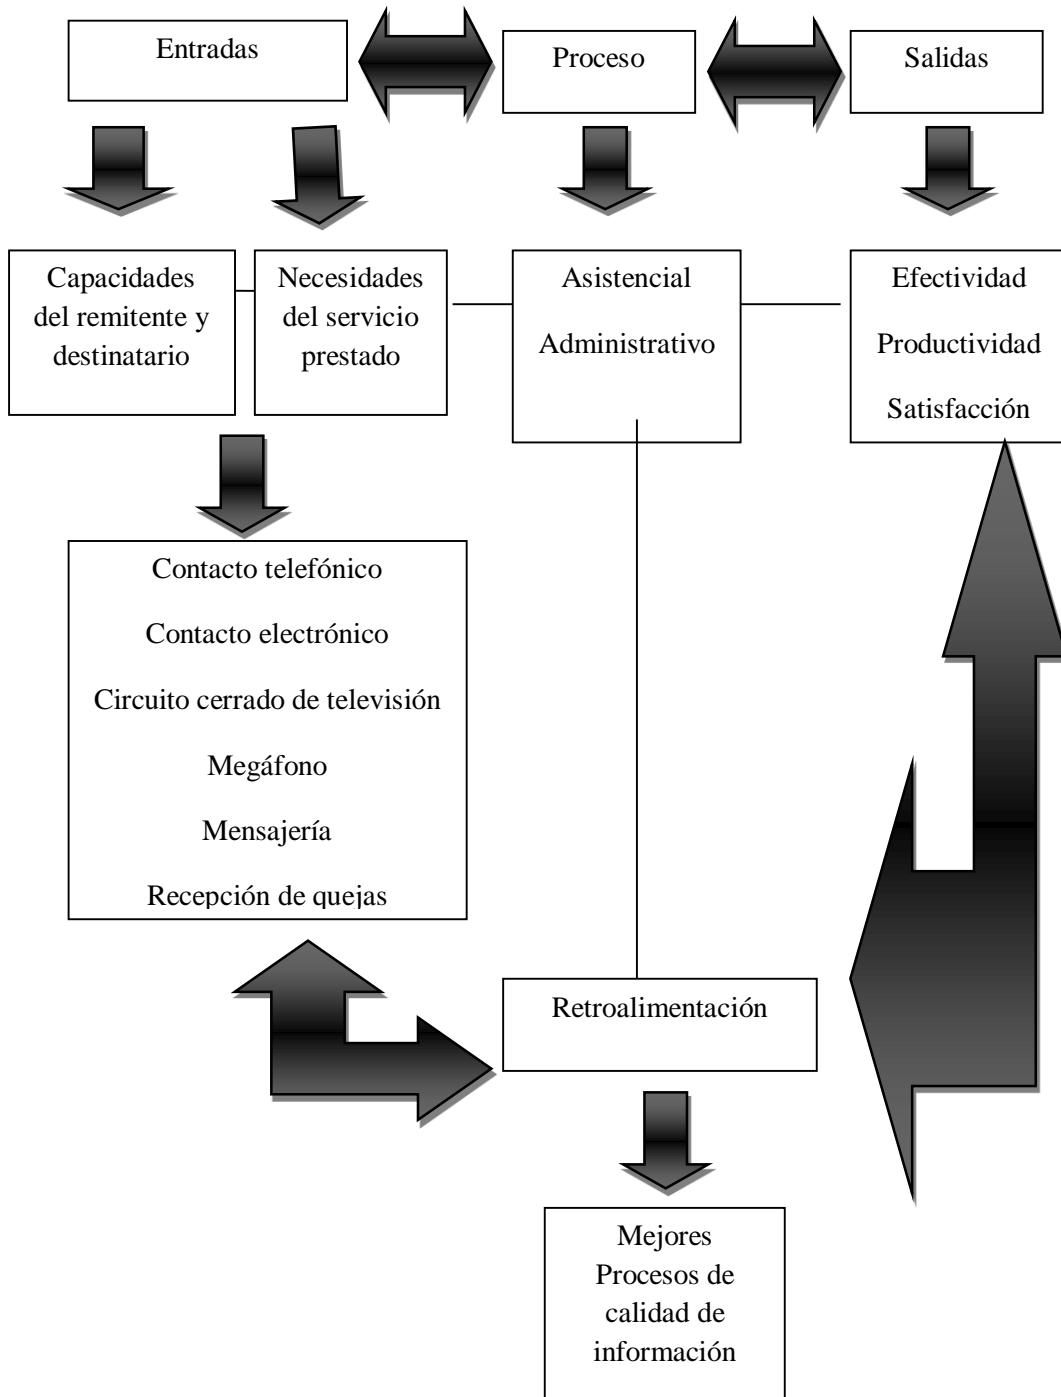 Entradas
Proceso
Salidas
Capacidades
del remitente y
destinatario
Necesidades
del servicio
prestado
Asistencial
Administrativo
Efectividad
Productividad
Satisfacción
Contacto telefónico
Contacto electrónico
Circuito cerrado de televisión
Megáfono
Mensajería
Recepción de quejas
Retroalimentación
Mejores
Procesos de
calidad de
información